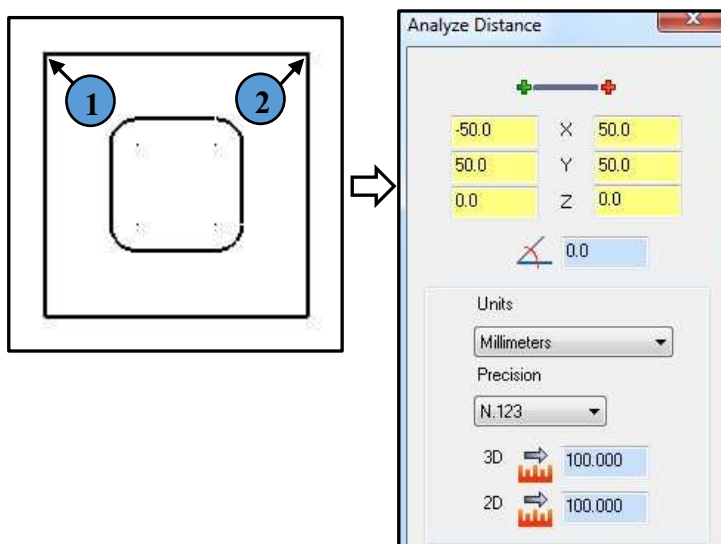 1
2
Analyze Distance
-50.0 X 50.0
50.0 Y 50.0
0.0 Z 0.0
0.0
Units
Millimeters
Precision
N.123
3D 100.000
2D 100.000